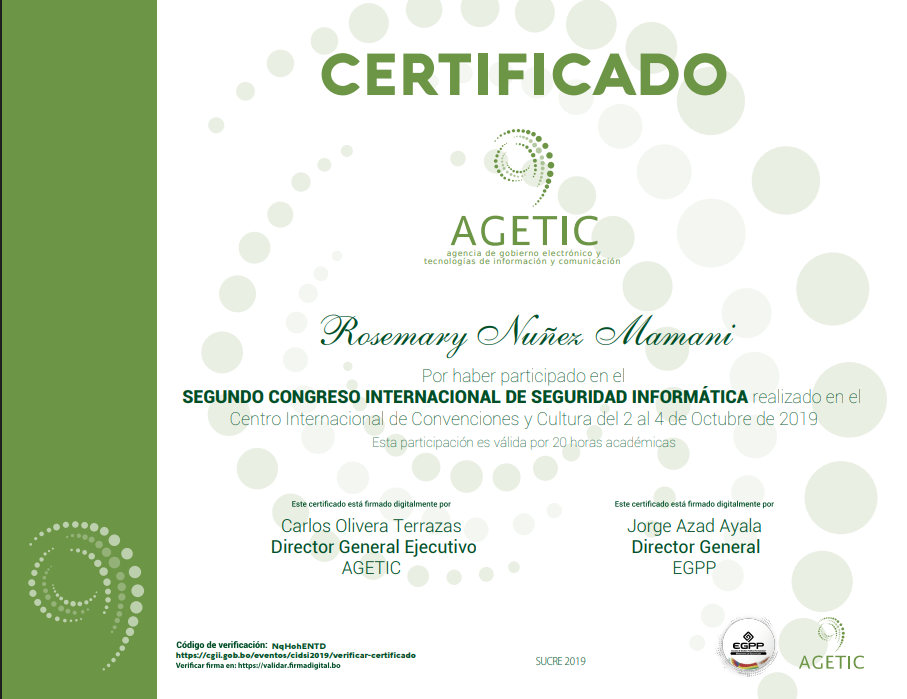 CERTIFICADO
AGETIC
agencia de gobierno electrónico y
tecnologías de información y comunicación
Rosemary Nuñez Mamani
Por haber participado en el
SEGUNDO CONGRESO INTERNACIONAL DE SEGURIDAD INFORMÁTICA realizado en el
Centro Internacional de Convenciones y Cultura del 2 al 4 de Octubre de 2019
Esta participación es válida por 20 horas académicas
Este certificado está firmado digitalmente por
Carlos Olivera Terrazas
Director General Ejecutivo
AGETIC
Este certificado está firmado digitalmente por
Jorge Azad Ayala
Director General
EGPP
Código de verificación: NqHohENTD
https://cgii.gob.bo/eventos/cidsi2019/verificar-certificado
Verificar firma en: https://validar.firmadigital.bo
SUCRE 2019
EGPP
AGETIC